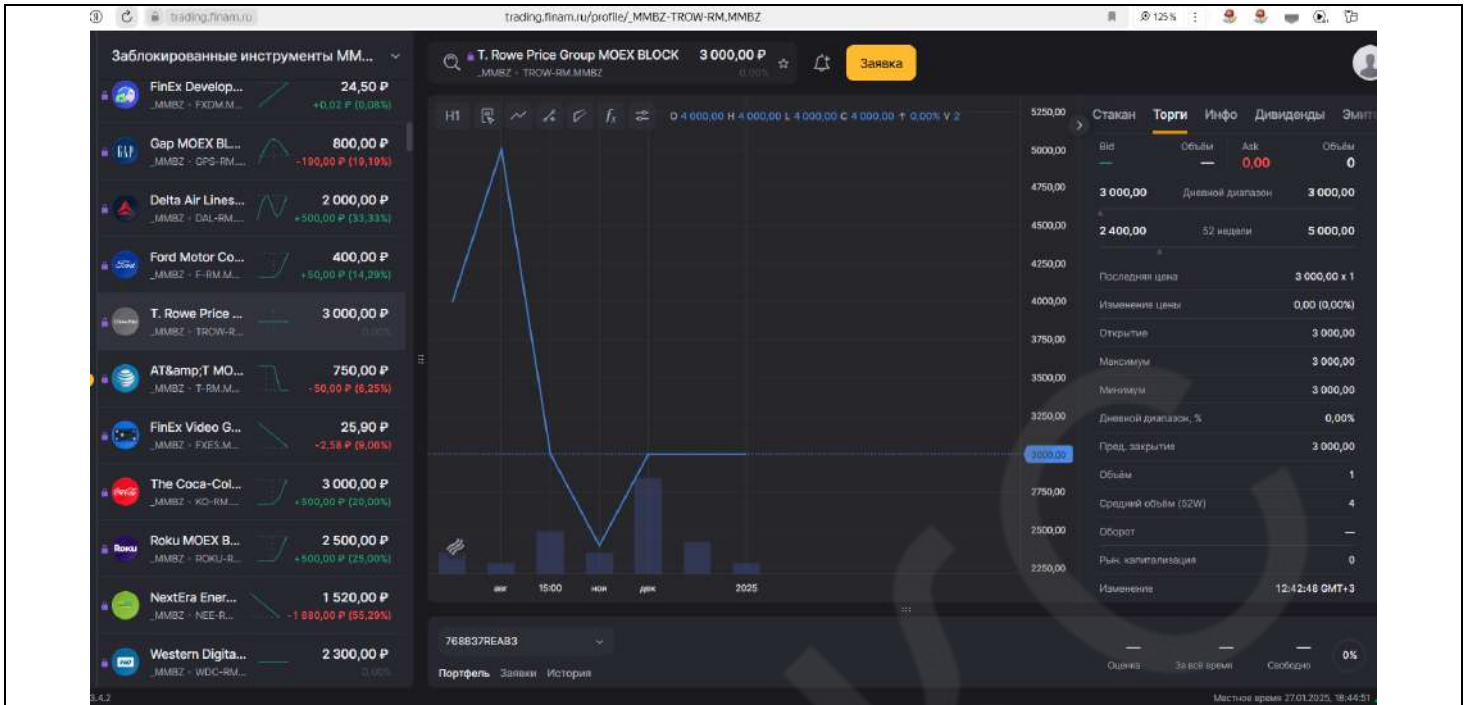 trading.finam.ru
trading.finam.ru/profile/_MMBZ-TROW-RM.MMBZ
125 %
Заблокированные инструменты ММ...
FinEx Develop...
24,50 ₽
_MMBZ · FXDM.M...
+0,02 ₽ (0,08%)
Gap MOEX BL...
800,00 ₽
_MMBZ · GPS-RM....
-190,00 ₽ (19,19%)
Delta Air Lines...
2 000,00 ₽
_MMBZ · DAL-RM....
+500,00 ₽ (33,33%)
Ford Motor Co...
400,00 ₽
_MMBZ · F-RM.M...
+50,00 ₽ (14,29%)
T. Rowe Price ...
3 000,00 ₽
_MMBZ · TROW-R...
0,00%
AT&amp;T MO...
750,00 ₽
_MMBZ · T-RM.M...
-50,00 ₽ (6,25%)
FinEx Video G...
25,90 ₽
_MMBZ · FXES.M...
-2,58 ₽ (9,06%)
The Coca-Col...
3 000,00 ₽
_MMBZ · KO-RM....
+500,00 ₽ (20,00%)
Roku MOEX B...
2 500,00 ₽
_MMBZ · ROKU-R...
+500,00 ₽ (25,00%)
NextEra Ener...
1 520,00 ₽
_MMBZ · NEE-R...
-1 880,00 ₽ (55,29%)
Western Digita...
2 300,00 ₽
_MMBZ · WDC-RM...
0,00%
3.4.2
T. Rowe Price Group MOEX BLOCK
3 000,00 ₽
_MMBZ · TROW-RM.MMBZ
0,00%
Заявка
H1
O 4 000,00 H 4 000,00 L 4 000,00 C 4 000,00 + 0,00% V 2
5250,00
5000,00
4750,00
4500,00
4250,00
4000,00
3750,00
3500,00
3250,00
3000,00
2750,00
2500,00
2250,00
авг
15:00
ноя
дек
2025
768837REAB3
Портфель Заявки История
Стакан Торги Инфо Дивиденды Эмит
Bid Объём Ask Объём
— — 0,00 0
3 000,00 Дневной диапазон 3 000,00
2 400,00 52 недели 5 000,00
Последняя цена 3 000,00 x 1
Изменение цены 0,00 (0,00%)
Открытие 3 000,00
Максимум 3 000,00
Минимум 3 000,00
Дневной диапазон, % 0,00%
Пред. закрытие 3 000,00
Объём 1
Средний объём (52W) 4
Оборот —
Рын. капитализация 0
Изменение 12:42:48 GMT+3
— — —
Оценка За всё время Свободно
0%
Местное время 27.01.2025, 18:44:51